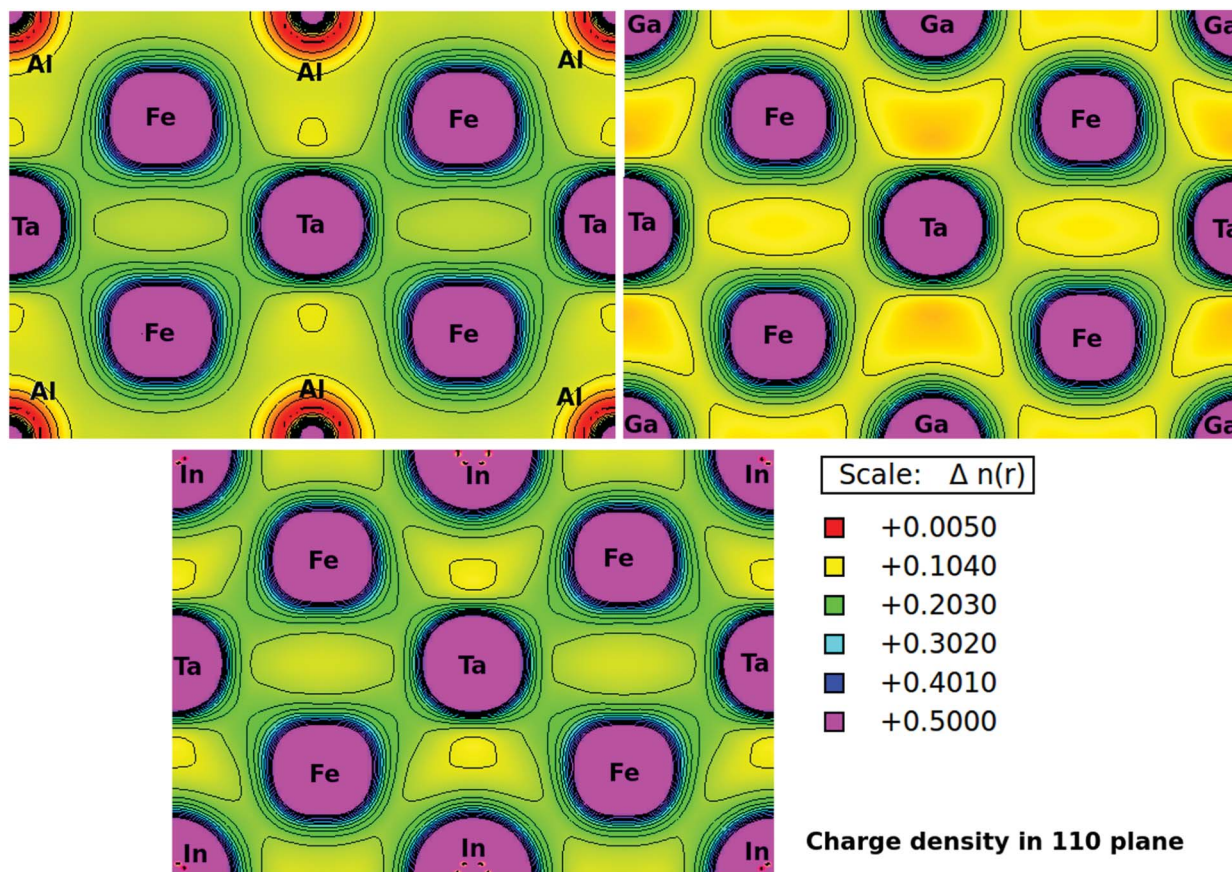 Al Al Al
Fe Fe
Ta Ta Ta
Fe Fe
Al Al Al
Ga Ga Ga
Fe Fe
Ta Ta Ta
Fe Fe
Ga Ga Ga
In In In
Fe Fe
Ta Ta Ta
Fe Fe
In In In
Scale: Δ n(r)
+0.0050
+0.1040
+0.2030
+0.3020
+0.4010
+0.5000
Charge density in 110 plane